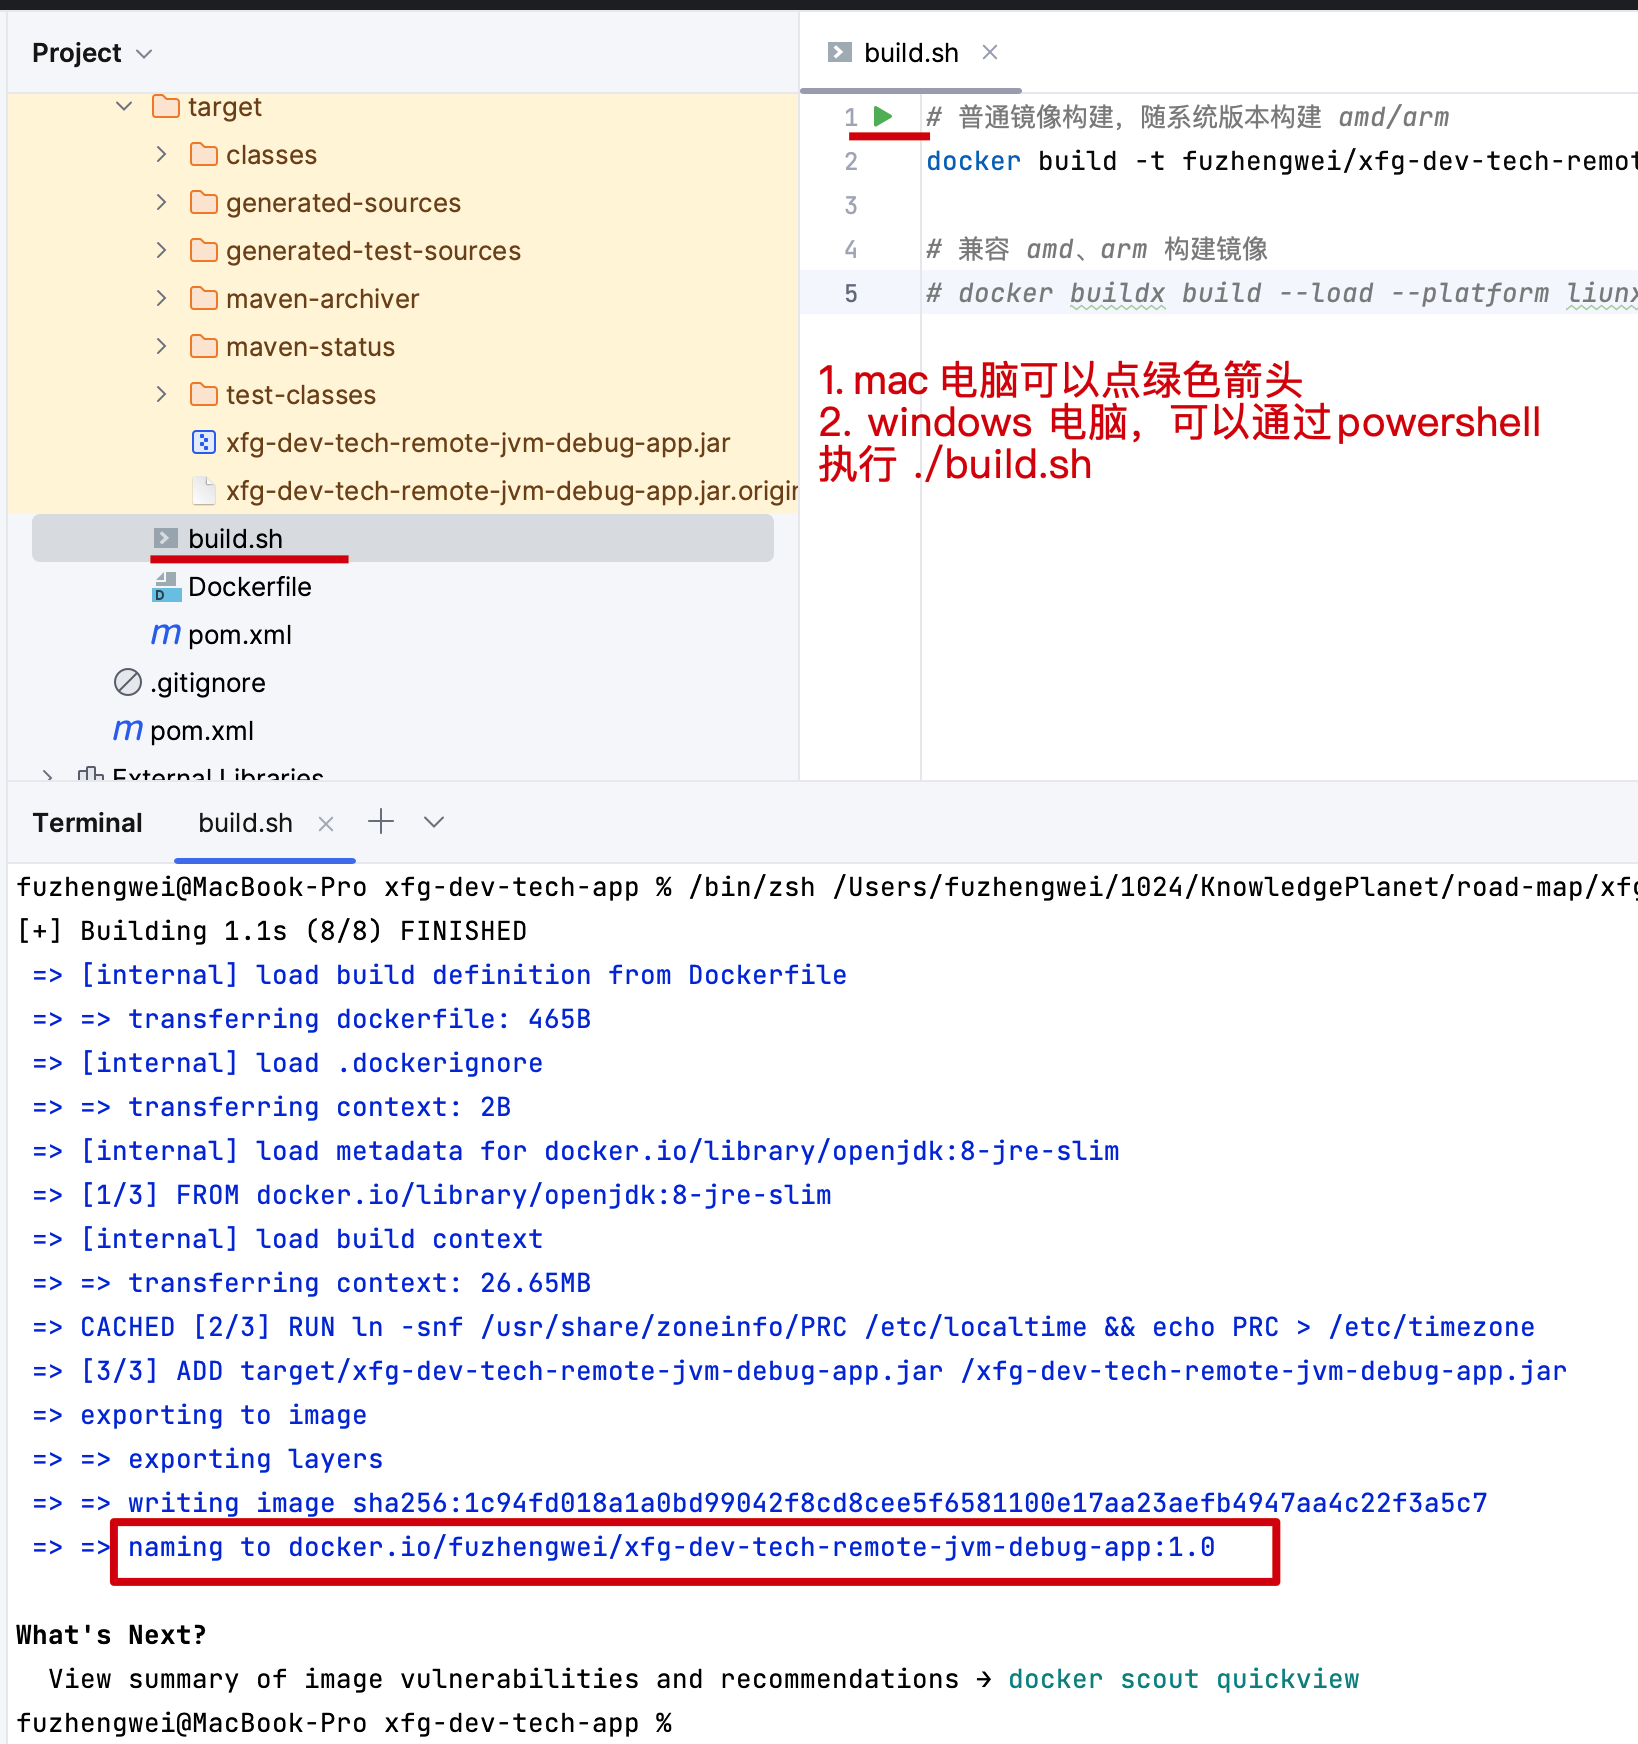 Project
build.sh
target
classes
generated-sources
generated-test-sources
maven-archiver
maven-status
test-classes
xfg-dev-tech-remote-jvm-debug-app.jar
xfg-dev-tech-remote-jvm-debug-app.jar.origin
build.sh
Dockerfile
pom.xml
.gitignore
pom.xml
External Libraries
1 # 普通镜像构建，随系统版本构建 amd/arm
2 docker build -t fuzhengwei/xfg-dev-tech-remot
3
4 # 兼容 amd、arm 构建镜像
5 # docker buildx build --load --platform liunx
1. mac 电脑可以点绿色箭头
2. windows 电脑，可以通过powershell
执行 ./build.sh
Terminal build.sh
fuzhengwei@MacBook-Pro xfg-dev-tech-app % /bin/zsh /Users/fuzhengwei/1024/KnowledgePlanet/road-map/xfg
[+] Building 1.1s (8/8) FINISHED
=> [internal] load build definition from Dockerfile
=> => transferring dockerfile: 465B
=> [internal] load .dockerignore
=> => transferring context: 2B
=> [internal] load metadata for docker.io/library/openjdk:8-jre-slim
=> [1/3] FROM docker.io/library/openjdk:8-jre-slim
=> [internal] load build context
=> => transferring context: 26.65MB
=> CACHED [2/3] RUN ln -snf /usr/share/zoneinfo/PRC /etc/localtime && echo PRC > /etc/timezone
=> [3/3] ADD target/xfg-dev-tech-remote-jvm-debug-app.jar /xfg-dev-tech-remote-jvm-debug-app.jar
=> exporting to image
=> => exporting layers
=> => writing image sha256:1c94fd018a1a0bd99042f8cd8cee5f6581100e17aa23aefb4947aa4c22f3a5c7
=> => naming to docker.io/fuzhengwei/xfg-dev-tech-remote-jvm-debug-app:1.0
What's Next?
View summary of image vulnerabilities and recommendations → docker scout quickview
fuzhengwei@MacBook-Pro xfg-dev-tech-app %